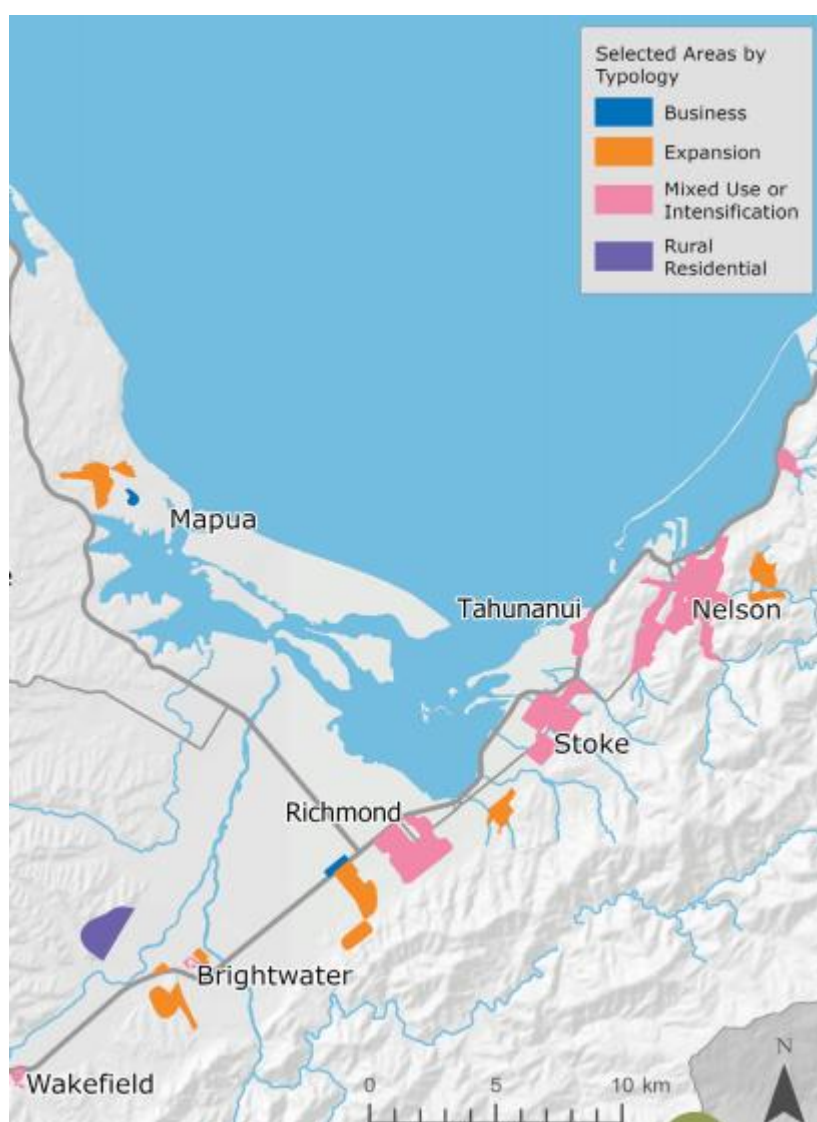 Selected Areas by
Typology
Business
Expansion
Mixed Use or
Intensification
Rural
Residential
Mapua
Tahunanui
Nelson
Stoke
Richmond
Brightwater
Wakefield
0 5 10 km
N